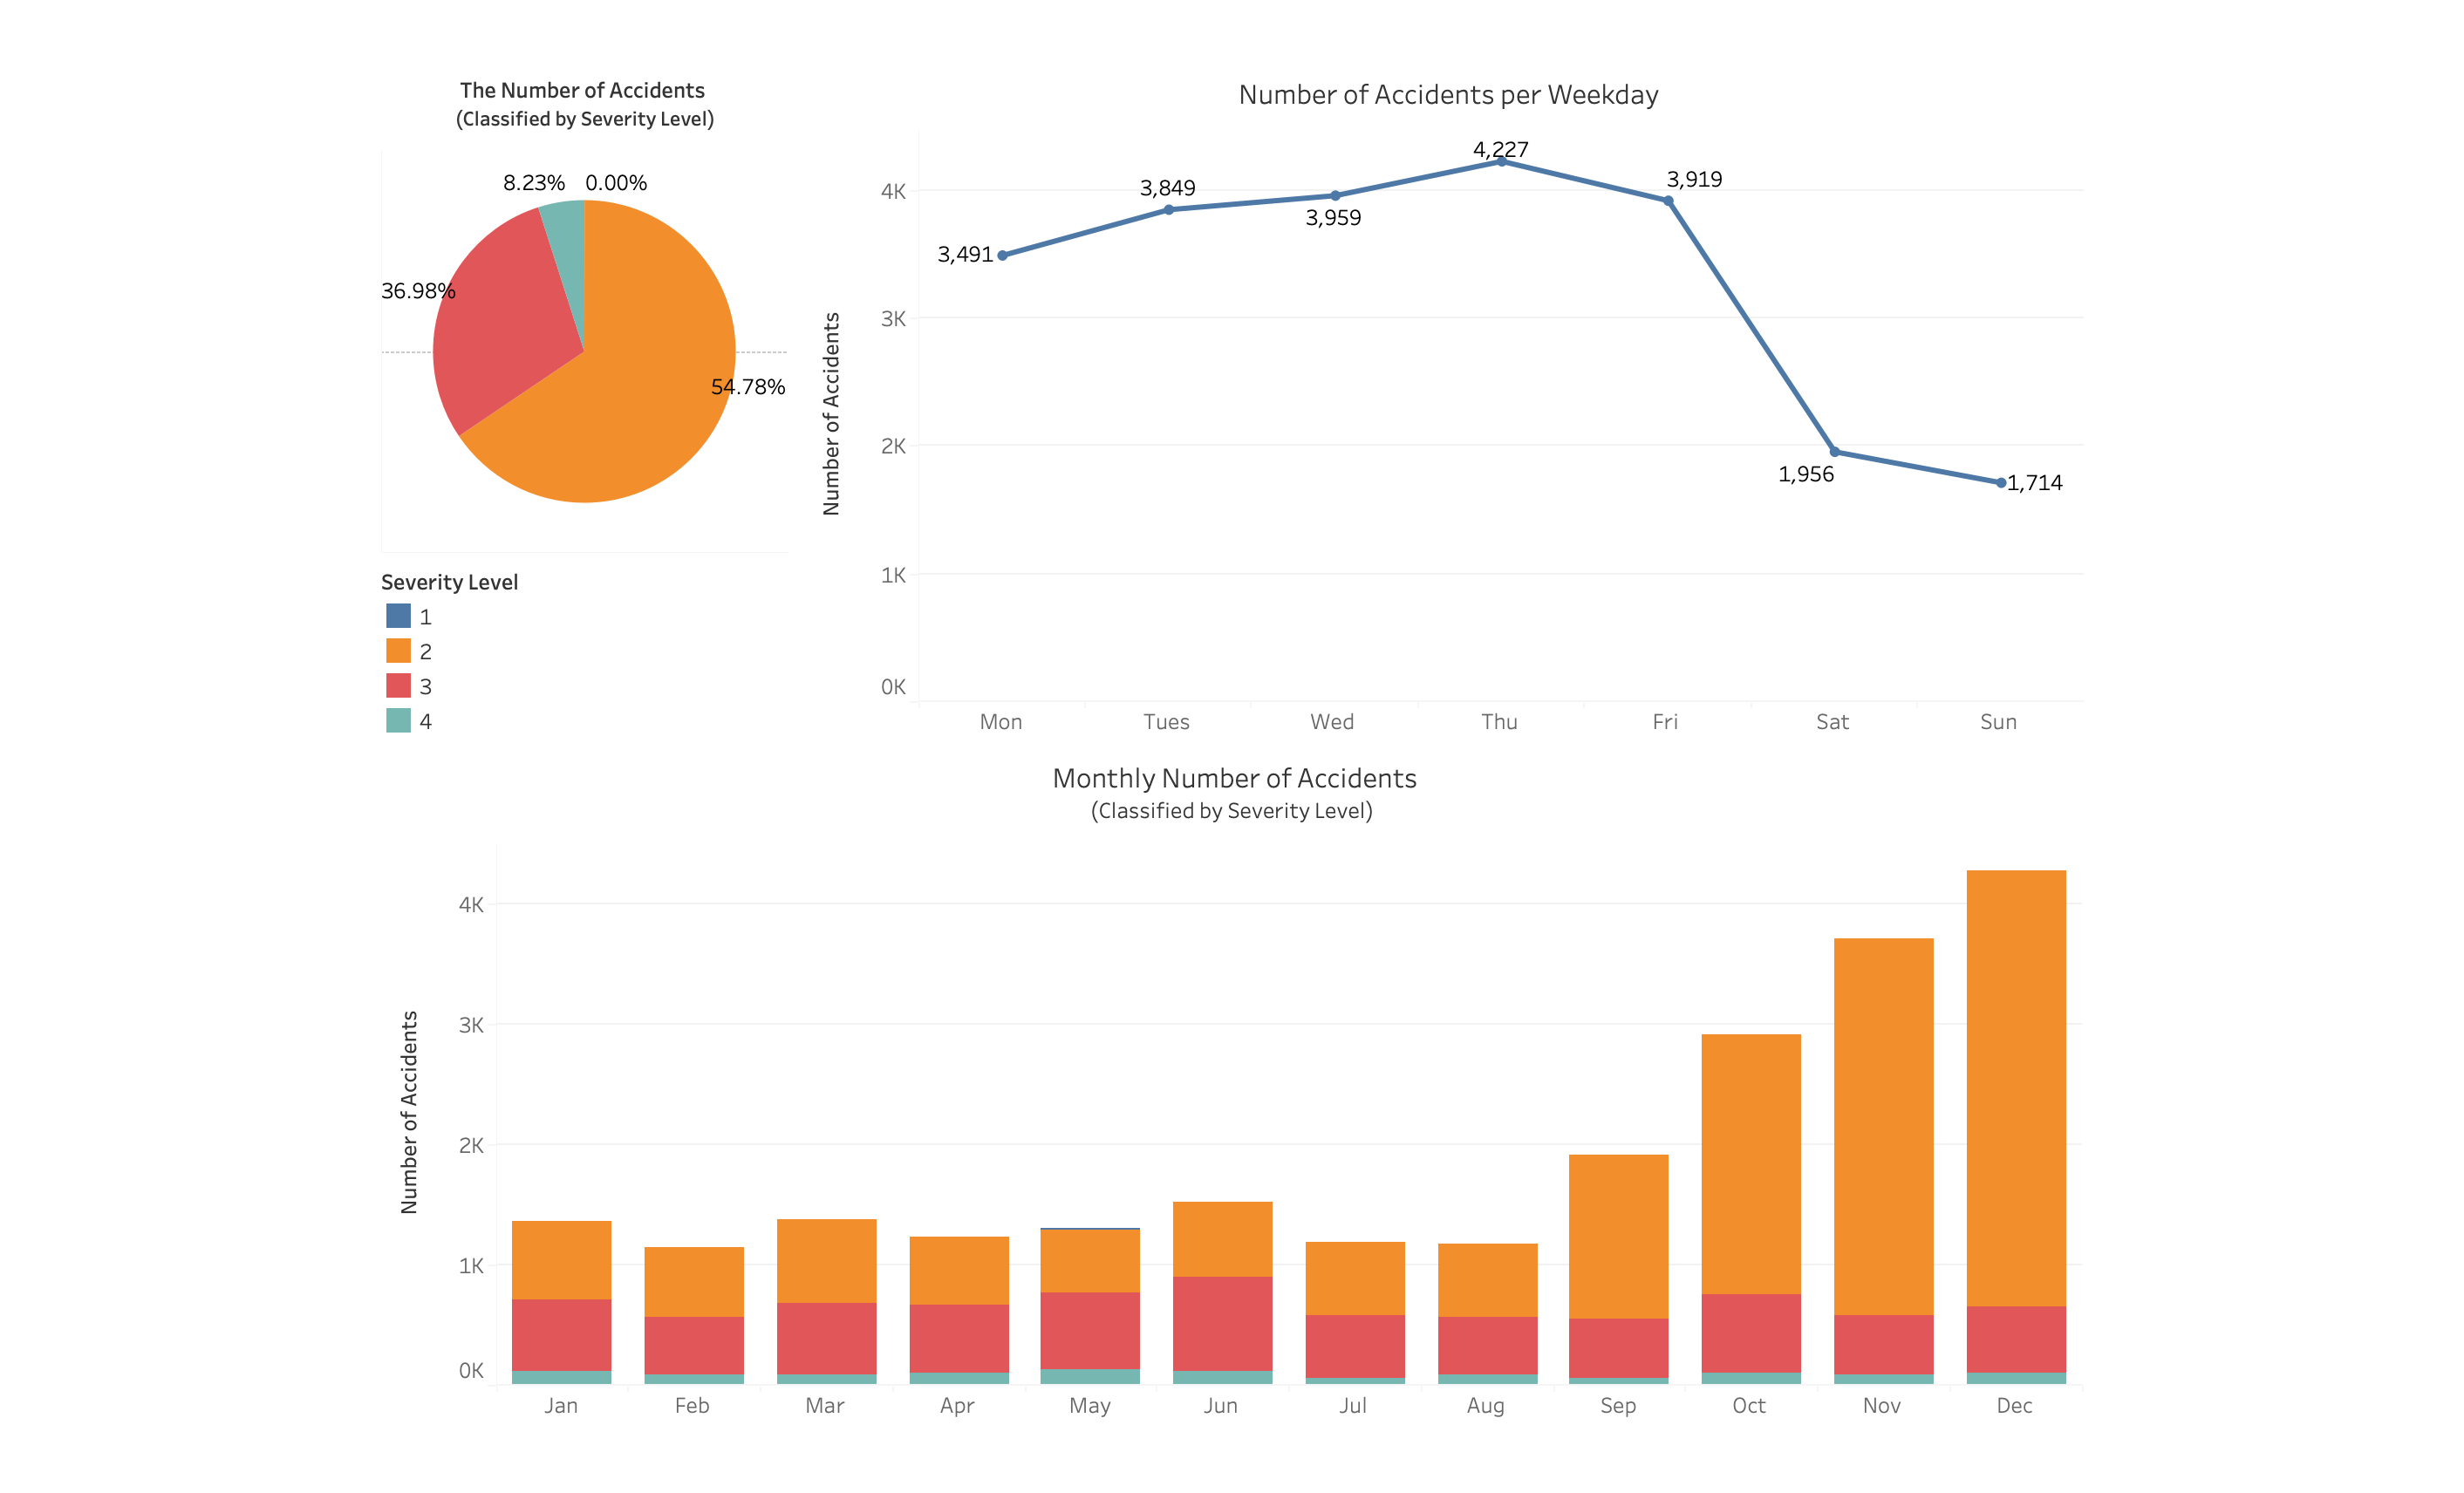 The Number of Accidents
(Classified by Severity Level)
8.23% 0.00%
36.98%
54.78%
Severity Level
1
2
3
4
Number of Accidents per Weekday
Number of Accidents
4K
3K
2K
1K
0K
3,491
3,849
3,959
4,227
3,919
1,956
1,714
Mon Tues Wed Thu Fri Sat Sun
Monthly Number of Accidents
(Classified by Severity Level)
Number of Accidents
4K
3K
2K
1K
0K
Jan Feb Mar Apr May Jun Jul Aug Sep Oct Nov Dec